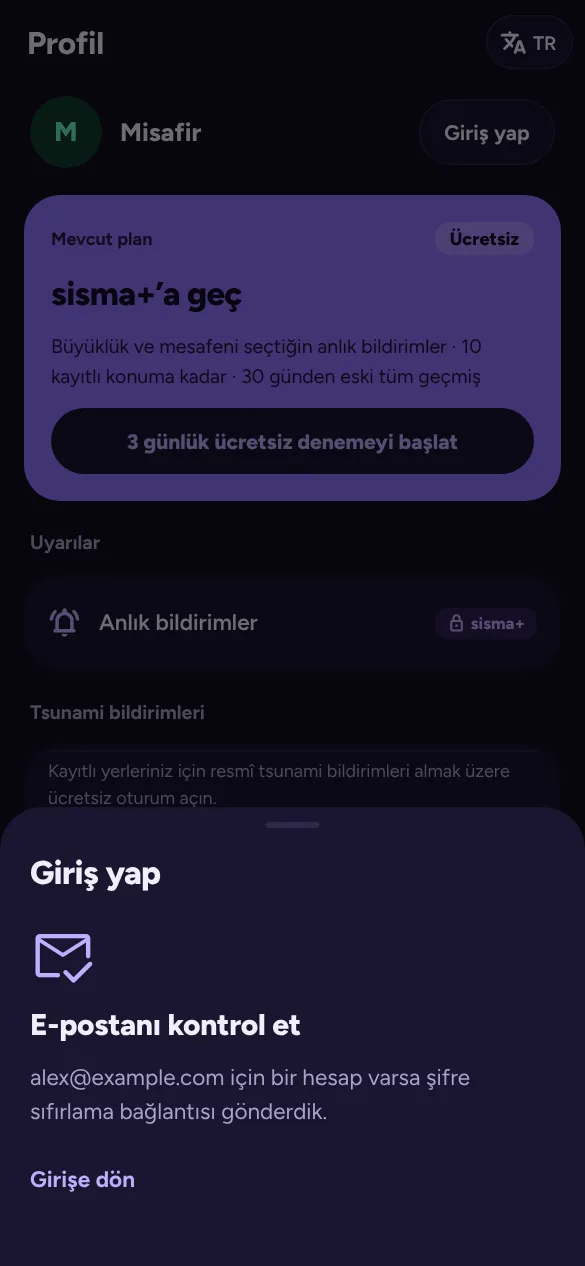 Profil
TR
M
Misafir
Giriş yap
Mevcut plan
Ücretsiz
sisma+’a geç
Büyüklük ve mesafeni seçtiğin anlık bildirimler · 10
kayıtlı konuma kadar · 30 günden eski tüm geçmiş
3 günlük ücretsiz denemeyi başlat
Uyarılar
Anlık bildirimler
sisma+
Tsunami bildirimleri
Kayıtlı yerleriniz için resmî tsunami bildirimleri almak üzere
ücretsiz oturum açın.
Giriş yap
E-postanı kontrol et
alex@example.com için bir hesap varsa şifre
sıfırlama bağlantısı gönderdik.
Girişe dön